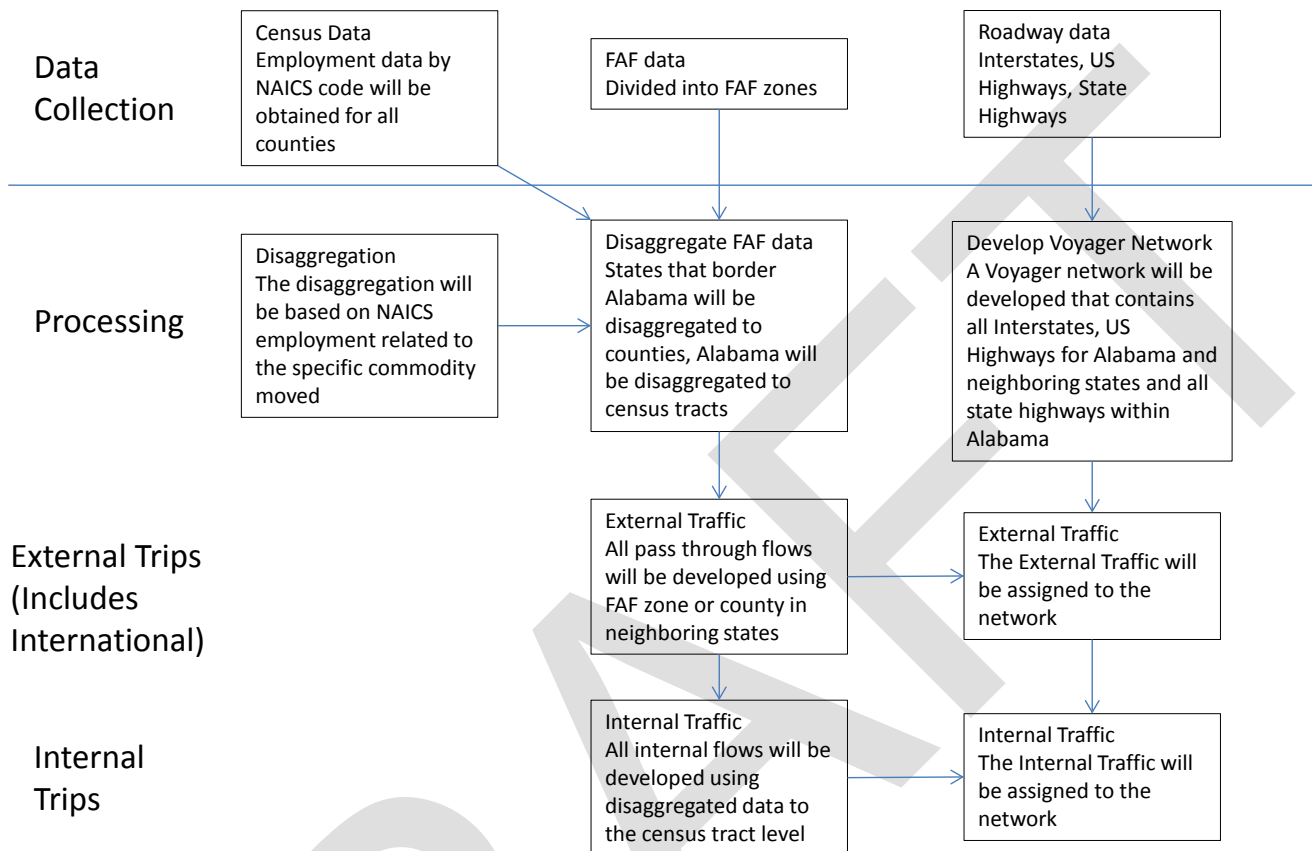 Data
Collection
Census Data
Employment data by
NAICS code will be
obtained for all
counties
FAF data
Divided into FAF zones
Roadway data
Interstates, US
Highways, State
Highways
Processing
Disaggregation
The disaggregation will
be based on NAICS
employment related to
the specific commodity
moved
Disaggregate FAF data
States that border
Alabama will be
disaggregated to
counties, Alabama will
be disaggregated to
census tracts
Develop Voyager Network
A Voyager network will be
developed that contains
all Interstates, US
Highways for Alabama and
neighboring states and all
state highways within
Alabama
External Trips
(Includes
International)
External Traffic
All pass through flows
will be developed using
FAF zone or county in
neighboring states
External Traffic
The External Traffic will
be assigned to the
network
Internal
Trips
Internal Traffic
All internal flows will be
developed using
disaggregated data to
the census tract level
Internal Traffic
The Internal Traffic will
be assigned to the
network